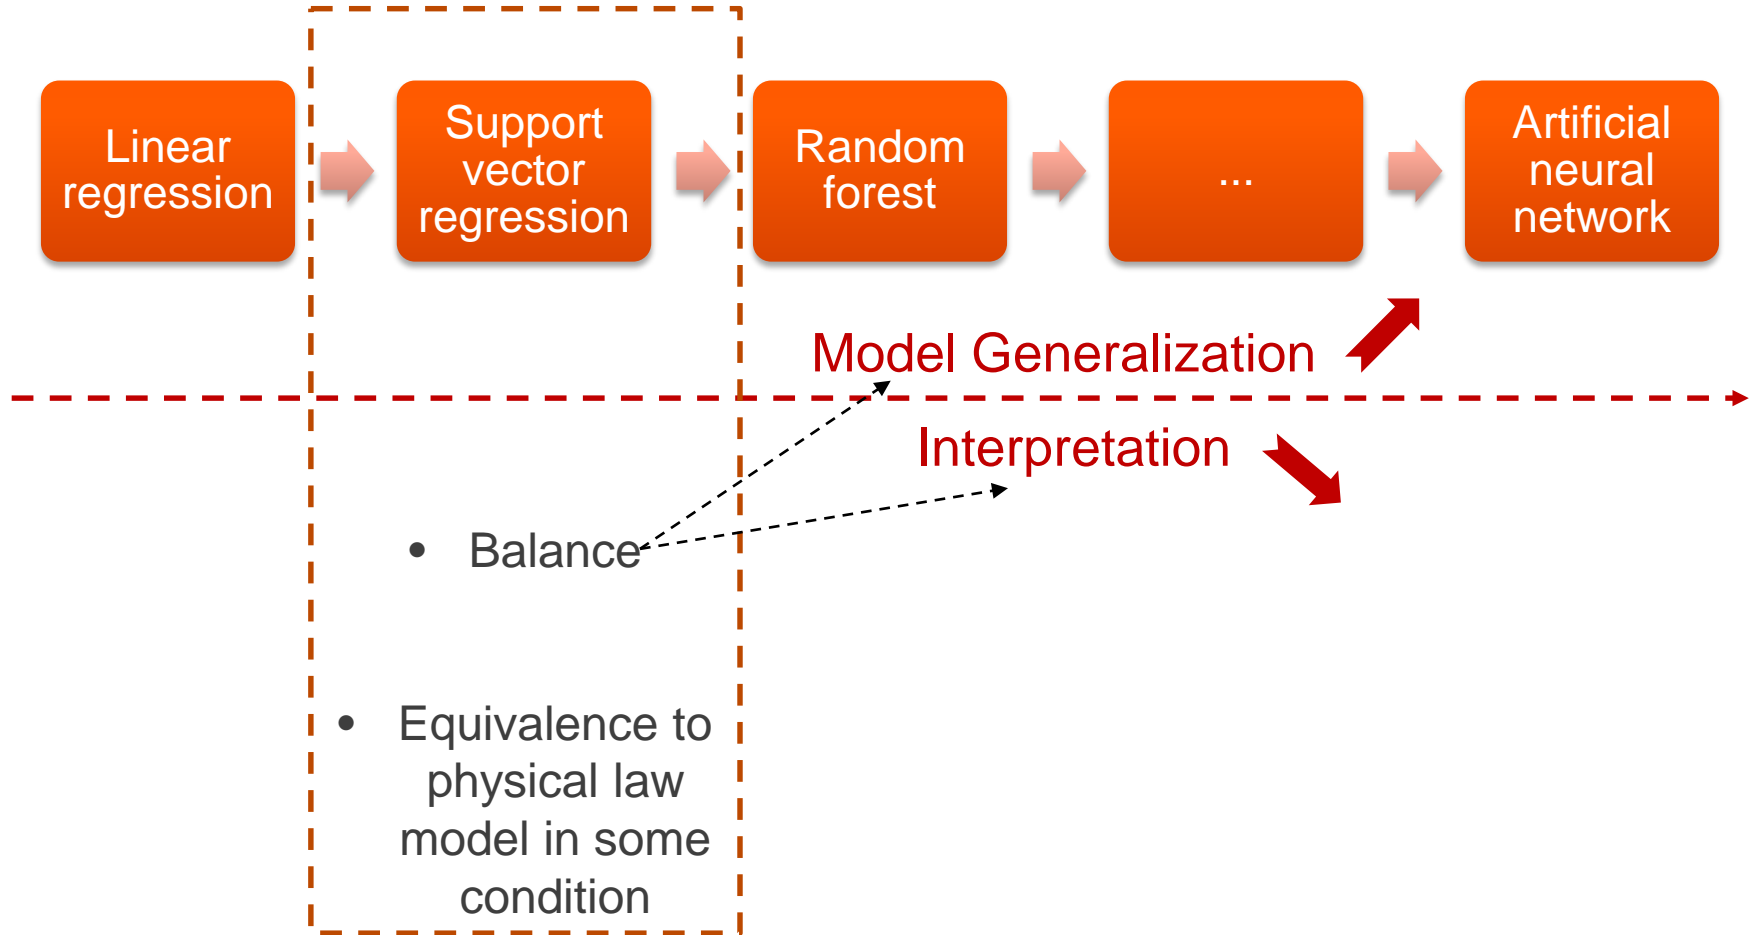 Linear
regression
Support
vector
regression
Random
forest
...
Artificial
neural
network
Model Generalization
Interpretation
• Balance
• Equivalence to
physical law
model in some
condition